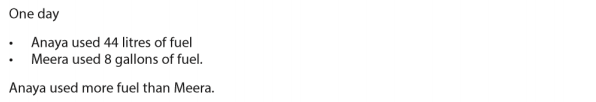 One day
• Anaya used 44 litres of fuel
• Meera used 8 gallons of fuel.
Anaya used more fuel than Meera.